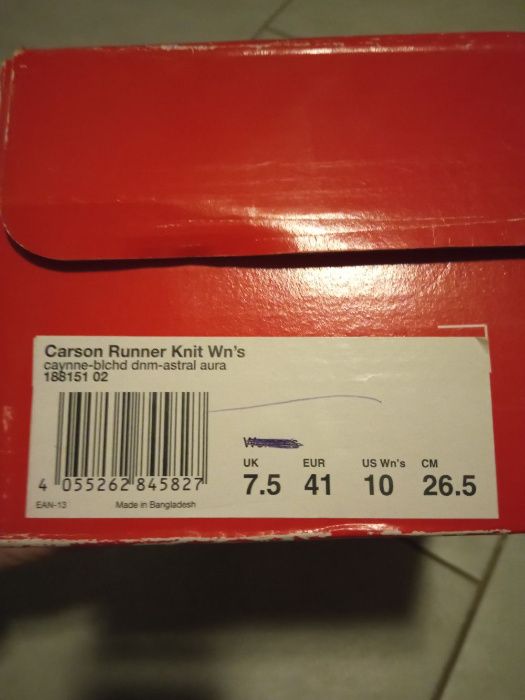 Carson Runner Knit Wn's
caynne-blchd dnm-astral aura
188151 02
4 055262 845827
EAN-13 Made in Bangladesh
UK EUR US Wn's CM
7.5 41 10 26.5